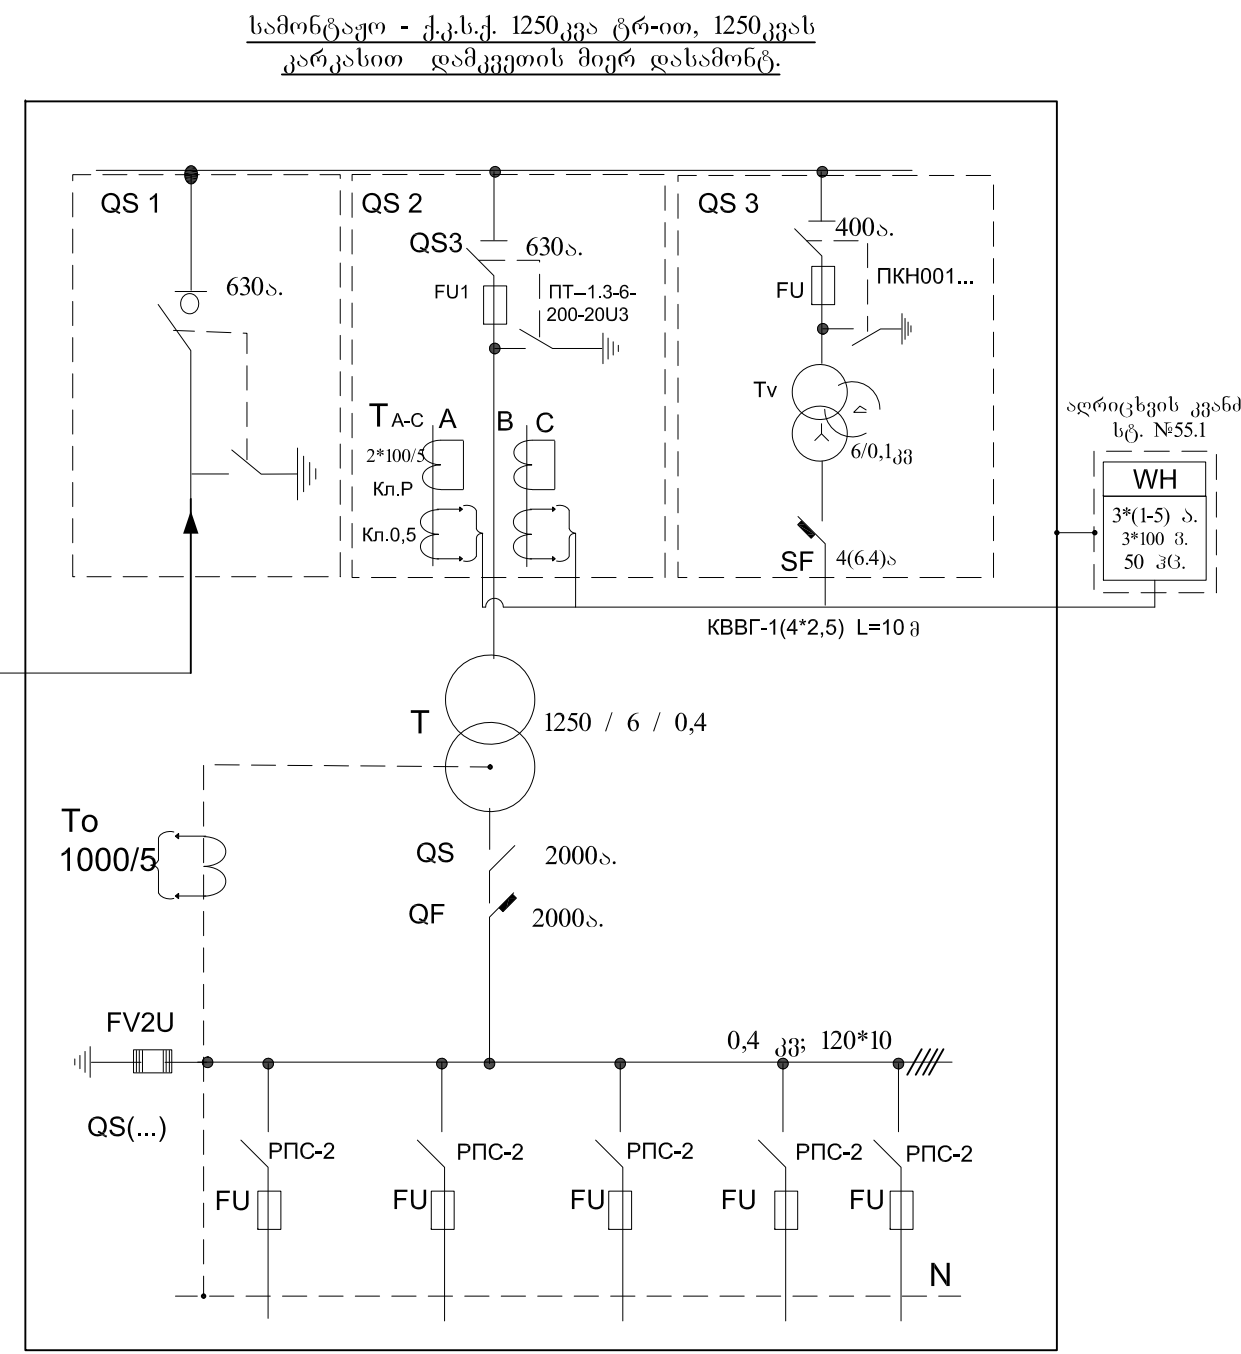 სამონტაჟო - ქ.კ.ს.ქ. 1250კვა ტრ-ით, 1250კვას
კარკასით დამკვეთის მიერ დასამონტ.
QS 1
630ა.
QS 2
QS3
630ა.
FU1
ПТ–1.3-6-
200-20U3
T A-C A
B
C
2*100/5
Кл.Р
Кл.0,5
QS 3
400ა.
FU
ПКН001...
Tv
6/0,1კვ
SF
4(6.4)ა
აღრიცხვის კვანძ
სტ. №55.1
WH
3*(1-5) ა.
3*100 ვ.
50 ჰც.
КВВГ-1(4*2,5) L=10 მ
T
1250 / 6 / 0,4
To
1000/5
QS
2000ა.
QF
2000ა.
FV2U
0,4 კვ; 120*10
QS(...)
РПС-2
РПС-2
РПС-2
РПС-2
РПС-2
FU
FU
FU
FU
FU
N